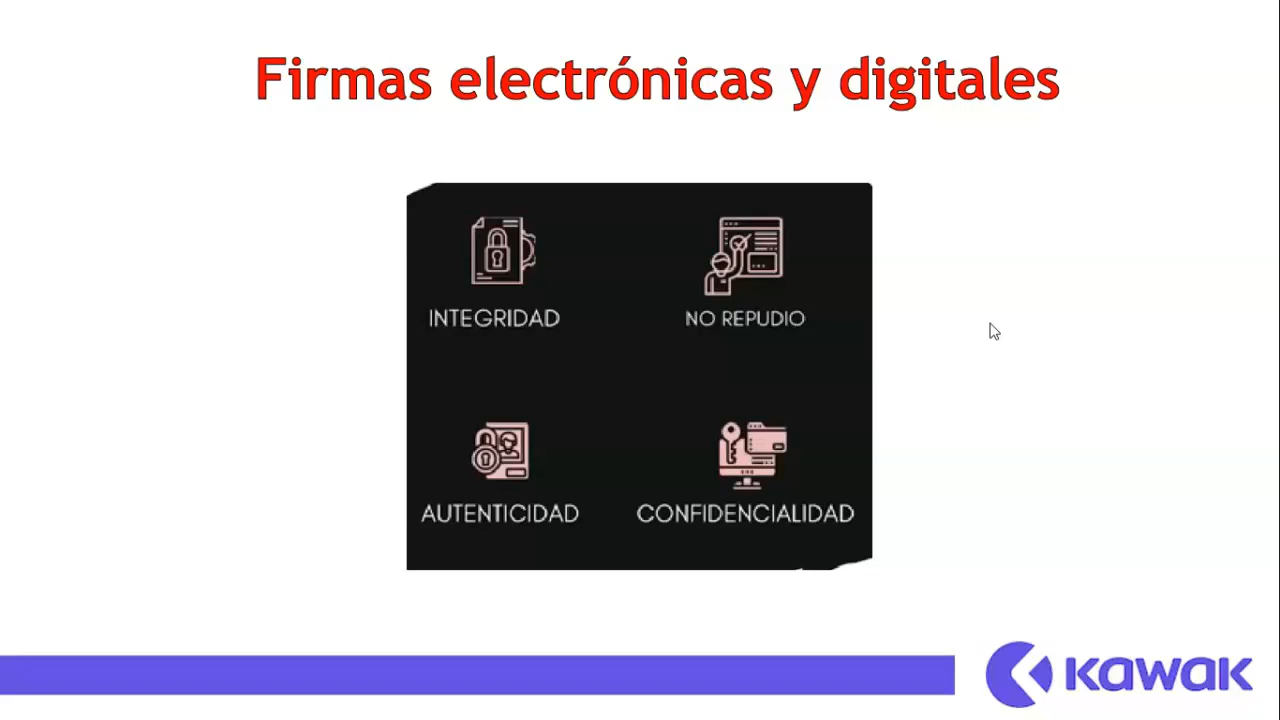 Firmas electrónicas y digitales
INTEGRIDAD
NO REPUDIO
AUTENTICIDAD
CONFIDENCIALIDAD
KAWAK